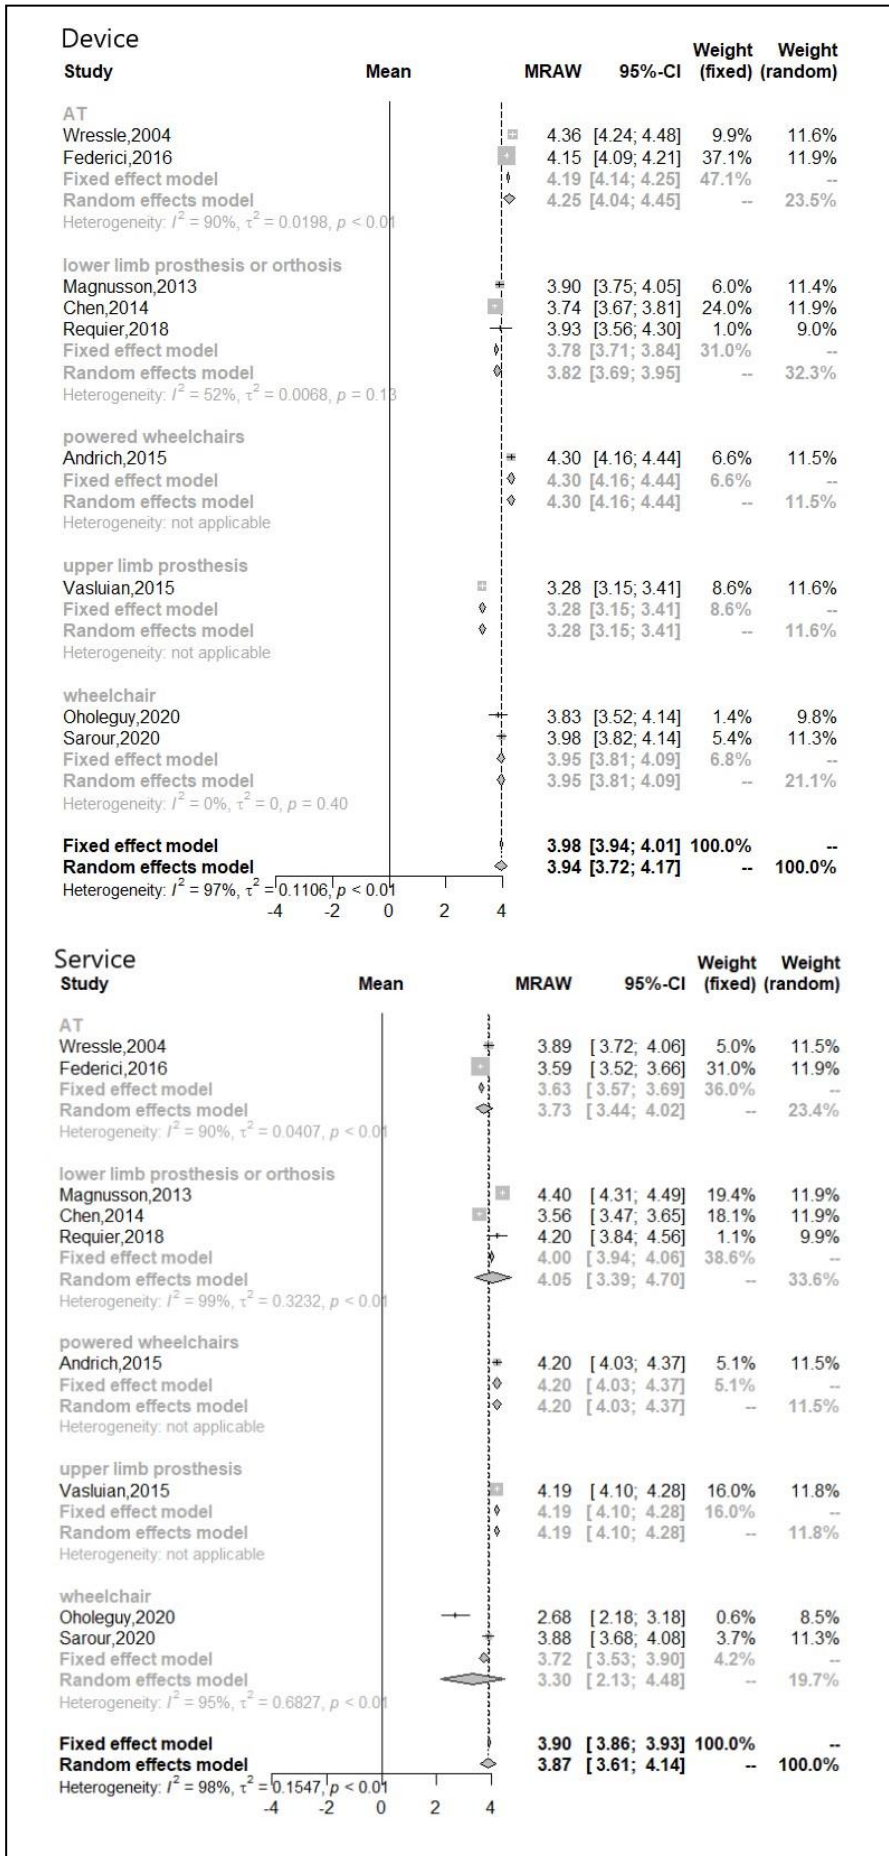 Device
Weight Weight
Study Mean MRAW 95%-CI (fixed) (random)
AT
Wressle,2004 4.36 [4.24; 4.48] 9.9% 11.6%
Federici,2016 4.15 [4.09; 4.21] 37.1% 11.9%
Fixed effect model 4.19 [4.14; 4.25] 47.1% --
Random effects model 4.25 [4.04; 4.45] -- 23.5%
Heterogeneity: I² = 90%, τ² = 0.0198, p < 0.01
lower limb prosthesis or orthosis
Magnusson,2013 3.90 [3.75; 4.05] 6.0% 11.4%
Chen,2014 3.74 [3.67; 3.81] 24.0% 11.9%
Requier,2018 3.93 [3.56; 4.30] 1.0% 9.0%
Fixed effect model 3.78 [3.71; 3.84] 31.0% --
Random effects model 3.82 [3.69; 3.95] -- 32.3%
Heterogeneity: I² = 52%, τ² = 0.0068, p = 0.13
powered wheelchairs
Andrich,2015 4.30 [4.16; 4.44] 6.6% 11.5%
Fixed effect model 4.30 [4.16; 4.44] 6.6% --
Random effects model 4.30 [4.16; 4.44] -- 11.5%
Heterogeneity: not applicable
upper limb prosthesis
Vasluian,2015 3.28 [3.15; 3.41] 8.6% 11.6%
Fixed effect model 3.28 [3.15; 3.41] 8.6% --
Random effects model 3.28 [3.15; 3.41] -- 11.6%
Heterogeneity: not applicable
wheelchair
Oholeguy,2020 3.83 [3.52; 4.14] 1.4% 9.8%
Sarour,2020 3.98 [3.82; 4.14] 5.4% 11.3%
Fixed effect model 3.95 [3.81; 4.09] 6.8% --
Random effects model 3.95 [3.81; 4.09] -- 21.1%
Heterogeneity: I² = 0%, τ² = 0, p = 0.40
Fixed effect model 3.98 [3.94; 4.01] 100.0% --
Random effects model 3.94 [3.72; 4.17] -- 100.0%
Heterogeneity: I² = 97%, τ² = 0.1106, p < 0.01
-4 -2 0 2 4
Service
Weight Weight
Study Mean MRAW 95%-CI (fixed) (random)
AT
Wressle,2004 3.89 [ 3.72; 4.06] 5.0% 11.5%
Federici,2016 3.59 [ 3.52; 3.66] 31.0% 11.9%
Fixed effect model 3.63 [ 3.57; 3.69] 36.0% --
Random effects model 3.73 [ 3.44; 4.02] -- 23.4%
Heterogeneity: I² = 90%, τ² = 0.0407, p < 0.01
lower limb prosthesis or orthosis
Magnusson,2013 4.40 [ 4.31; 4.49] 19.4% 11.9%
Chen,2014 3.56 [ 3.47; 3.65] 18.1% 11.9%
Requier,2018 4.20 [ 3.84; 4.56] 1.1% 9.9%
Fixed effect model 4.00 [ 3.94; 4.06] 38.6% --
Random effects model 4.05 [ 3.39; 4.70] -- 33.6%
Heterogeneity: I² = 99%, τ² = 0.3232, p < 0.01
powered wheelchairs
Andrich,2015 4.20 [ 4.03; 4.37] 5.1% 11.5%
Fixed effect model 4.20 [ 4.03; 4.37] 5.1% --
Random effects model 4.20 [ 4.03; 4.37] -- 11.5%
Heterogeneity: not applicable
upper limb prosthesis
Vasluian,2015 4.19 [ 4.10; 4.28] 16.0% 11.8%
Fixed effect model 4.19 [ 4.10; 4.28] 16.0% --
Random effects model 4.19 [ 4.10; 4.28] -- 11.8%
Heterogeneity: not applicable
wheelchair
Oholeguy,2020 2.68 [ 2.18; 3.18] 0.6% 8.5%
Sarour,2020 3.88 [ 3.68; 4.08] 3.7% 11.3%
Fixed effect model 3.72 [ 3.53; 3.90] 4.2% --
Random effects model 3.30 [ 2.13; 4.48] -- 19.7%
Heterogeneity: I² = 95%, τ² = 0.6827, p < 0.01
Fixed effect model 3.90 [ 3.86; 3.93] 100.0% --
Random effects model 3.87 [ 3.61; 4.14] -- 100.0%
Heterogeneity: I² = 98%, τ² = 0.1547, p < 0.01
-4 -2 0 2 4